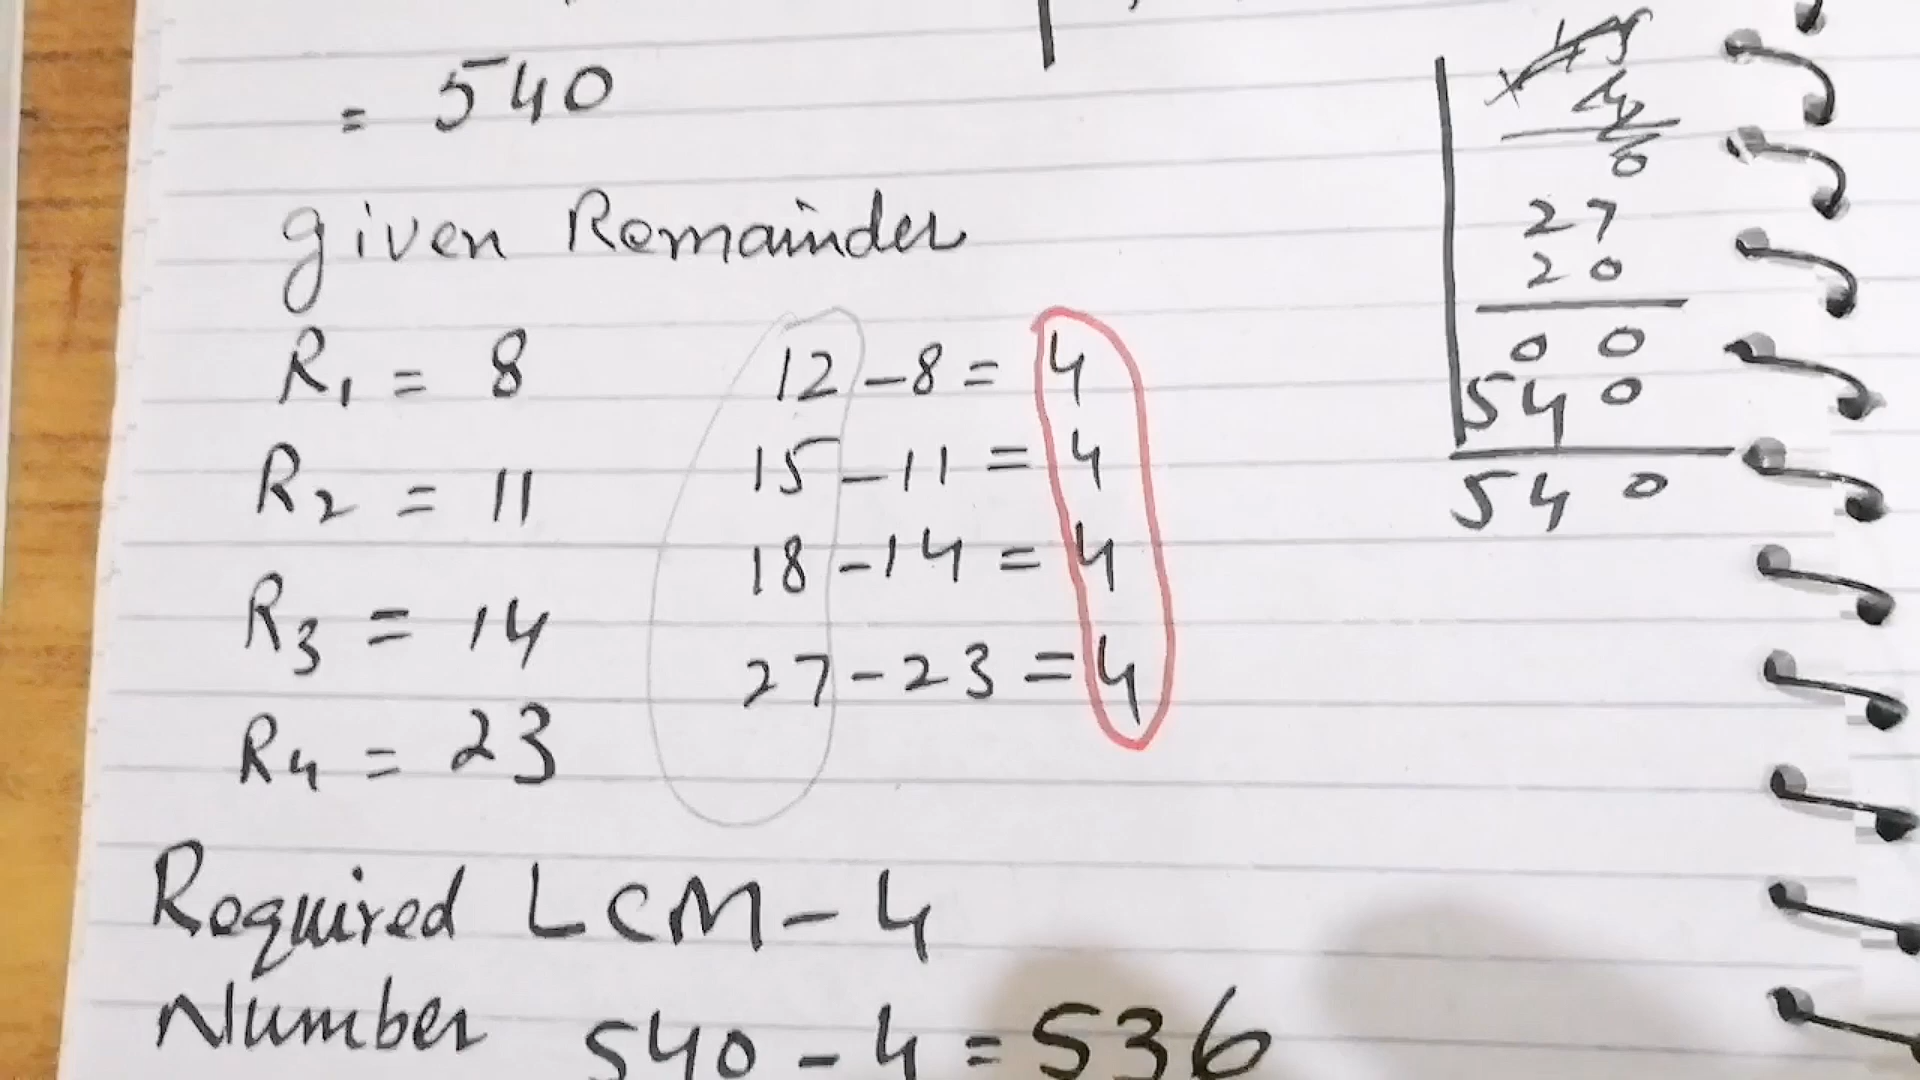 = 540
given Remainder
R1 = 8
12 - 8 = 4
R2 = 11
15 - 11 = 4
R3 = 14
18 - 14 = 4
R4 = 23
27 - 23 = 4
Required LCM - 4
Number 540 - 4 = 536
0
27
20
00
540
540